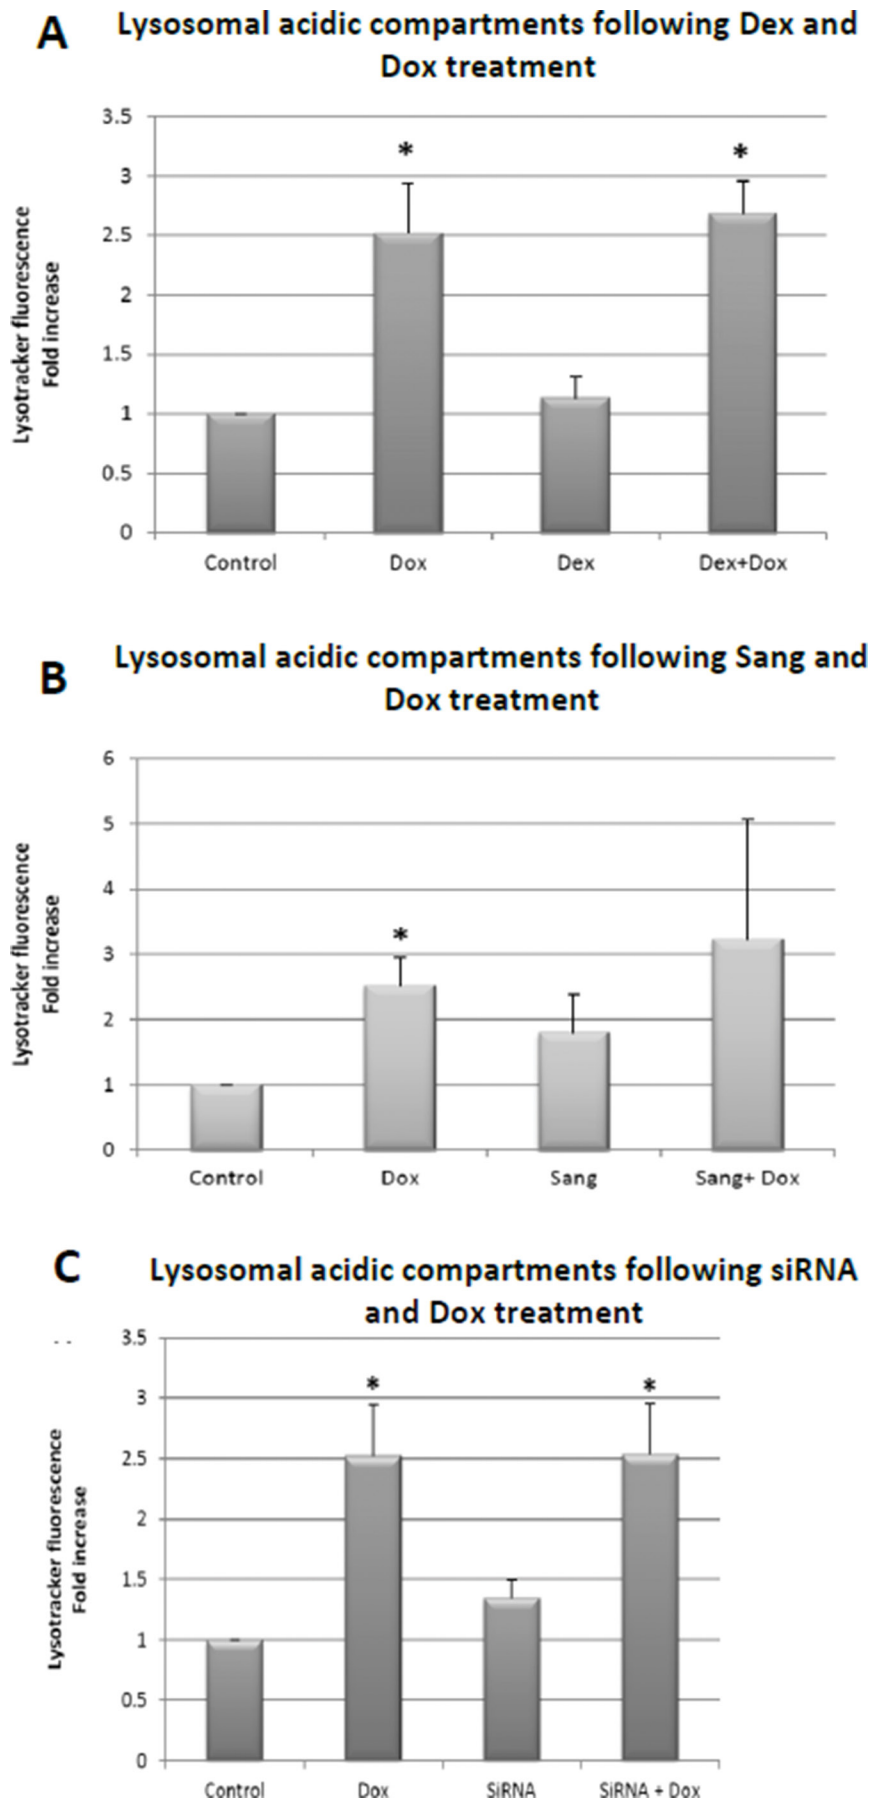 A
Lysosomal acidic compartments following Dex and
Dox treatment
Lysotracker fluorescence
Fold increase
3.5
3
2.5
2
1.5
1
0.5
0
*
*
Control
Dox
Dex
Dex+Dox
B
Lysosomal acidic compartments following Sang and
Dox treatment
Lysotracker fluorescence
Fold increase
6
5
4
3
2
1
0
*
Control
Dox
Sang
Sang+ Dox
C
Lysosomal acidic compartments following siRNA
and Dox treatment
Lysotracker fluorescence
Fold increase
3.5
3
2.5
2
1.5
1
0.5
0
*
*
Control
Dox
SiRNA
SiRNA + Dox